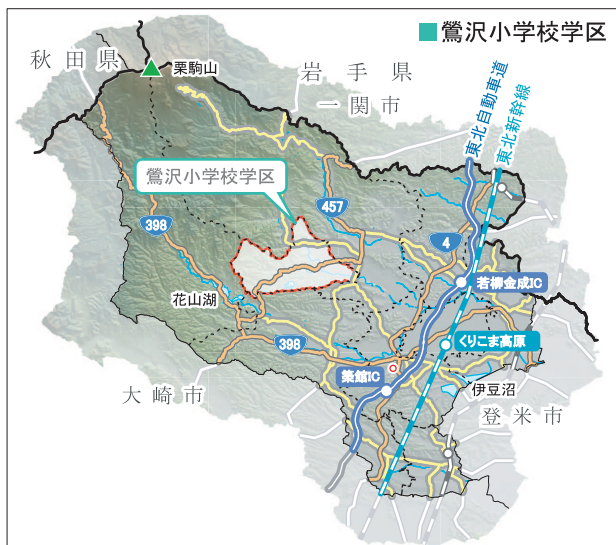 ■鶯沢小学校学区
秋田県
栗駒山
岩手県
一関市
東北自動車道
東北新幹線
鶯沢小学校学区
457
398
4
若柳金成IC
花山湖
398
くりこま高原
築館IC
伊豆沼
大崎市
登米市